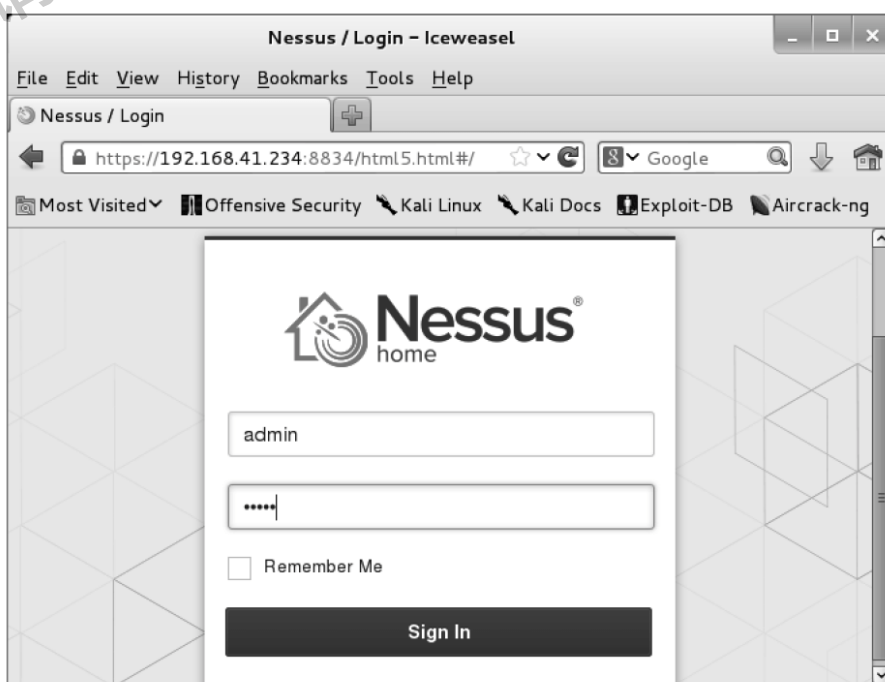 Nessus / Login – Iceweasel
File Edit View History Bookmarks Tools Help
Nessus / Login
https://192.168.41.234:8834/html5.html#/
Google
Most Visited
Offensive Security
Kali Linux
Kali Docs
Exploit-DB
Aircrack-ng
Nessus®
home
admin
•••••
Remember Me
Sign In